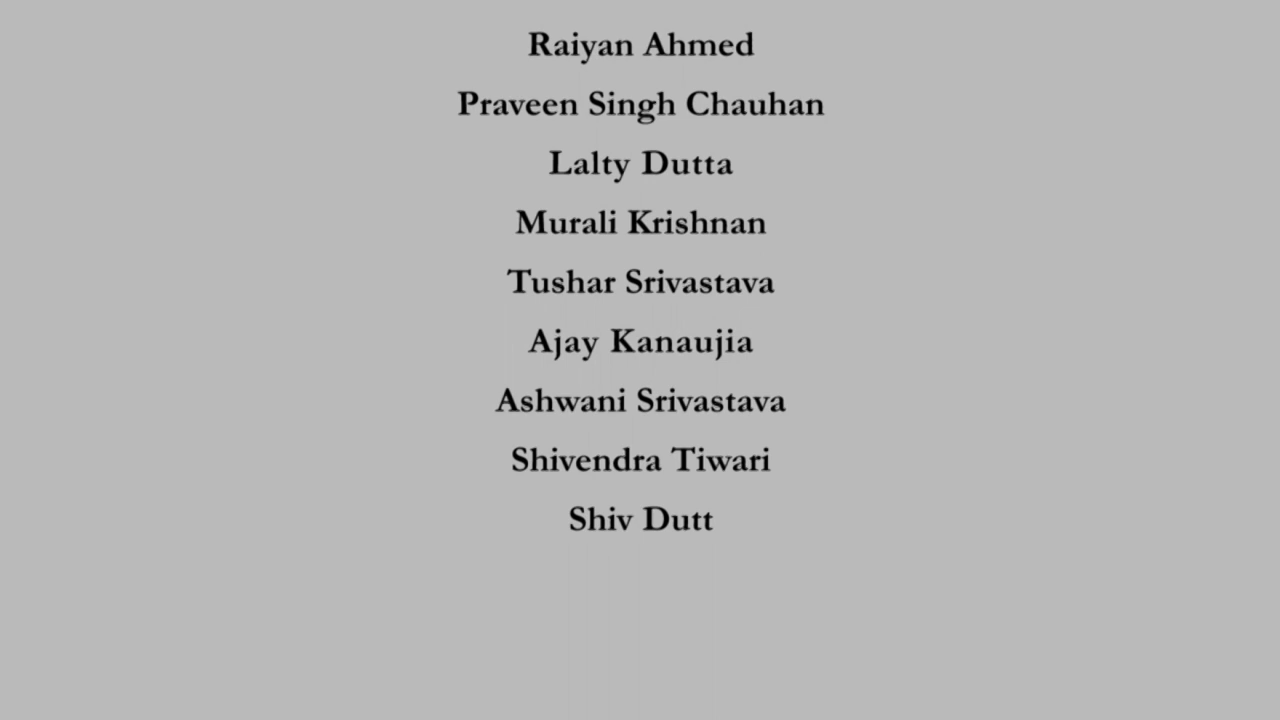 Raiyan Ahmed
Praveen Singh Chauhan
Lalty Dutta
Murali Krishnan
Tushar Srivastava
Ajay Kanaujia
Ashwani Srivastava
Shivendra Tiwari
Shiv Dutt